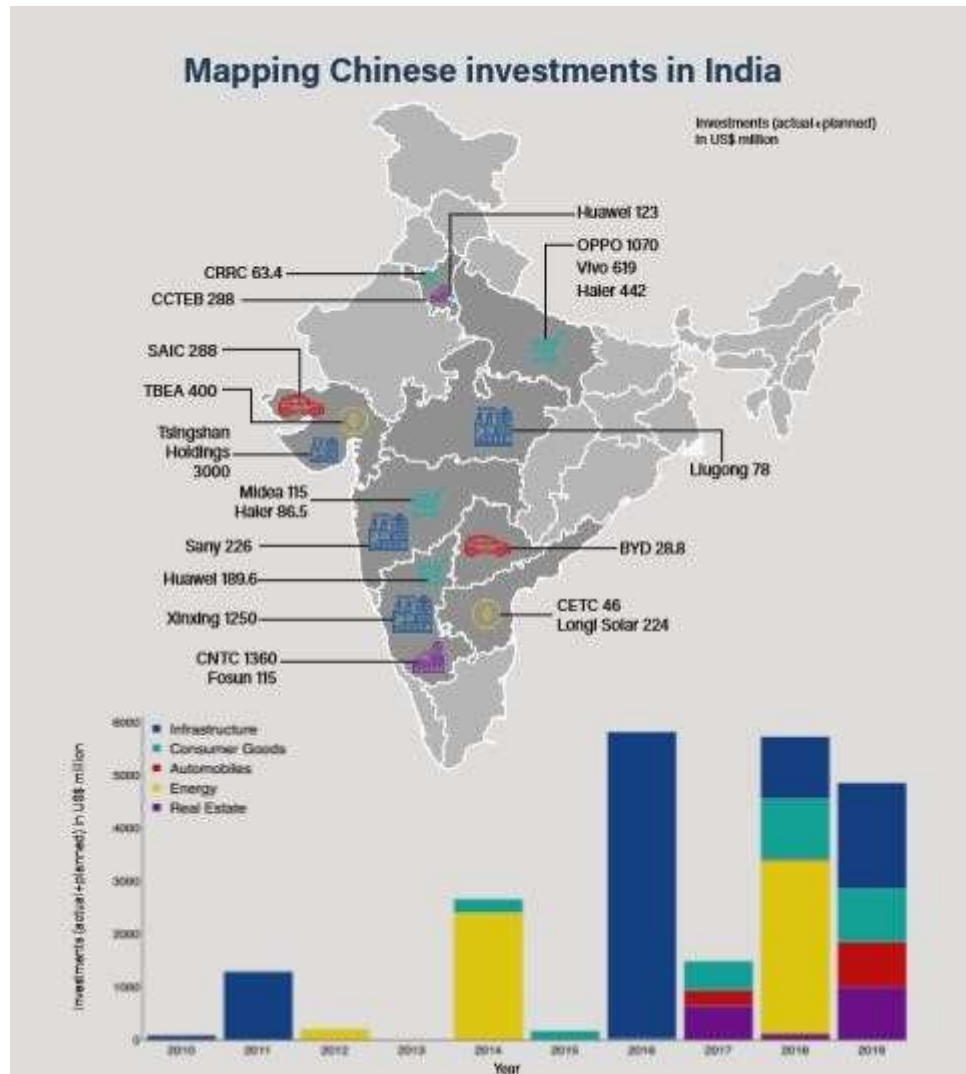 Mapping Chinese investments in India
Investments (actual+planned)
in US$ million
Huawei 123
OPPO 1070
Vivo 619
Haier 442
CRRC 63.4
CCTEB 288
SAIC 288
TBEA 400
Tsingshan
Holdings
3000
Liugong 78
Midea 115
Haier 86.5
Sany 226
BYD 28.8
Huawei 189.6
Xinxing 1250
CETC 46
Longi Solar 224
CNTC 1360
Fosun 115
Investments (actual+planned) in US$ million
6000
5000
4000
3000
2000
1000
0
Infrastructure
Consumer Goods
Automobiles
Energy
Real Estate
2010 2011 2012 2013 2014 2015 2016 2017 2018 2019
Year